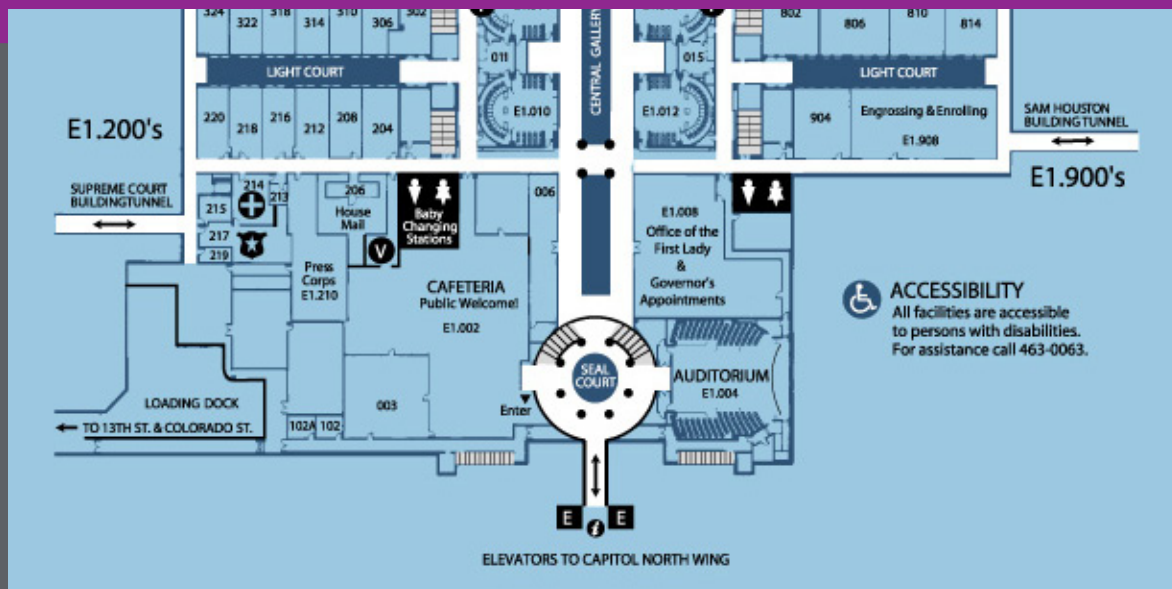 324
322
318
314
310
306
302
802
806
810
814
011
015
CENTRAL GALLERY
LIGHT COURT
LIGHT COURT
E1.200's
220
218
216
212
208
204
E1.010
E1.012
904
Engrossing & Enrolling
E1.908
SAM HOUSTON
BUILDING TUNNEL
E1.900's
SUPREME COURT
BUILDINGTUNNEL
214
213
215
217
219
206
House
Mail
V
Baby
Changing
Stations
006
E1.008
Office of the
First Lady
&
Governor's
Appointments
Press
Corps
E1.210
CAFETERIA
Public Welcome!
E1.002
ACCESSIBILITY
All facilities are accessible
to persons with disabilities.
For assistance call 463-0063.
SEAL
COURT
AUDITORIUM
E1.004
Enter
003
LOADING DOCK
TO 13TH ST. & COLORADO ST.
102A
102
E
i
E
ELEVATORS TO CAPITOL NORTH WING